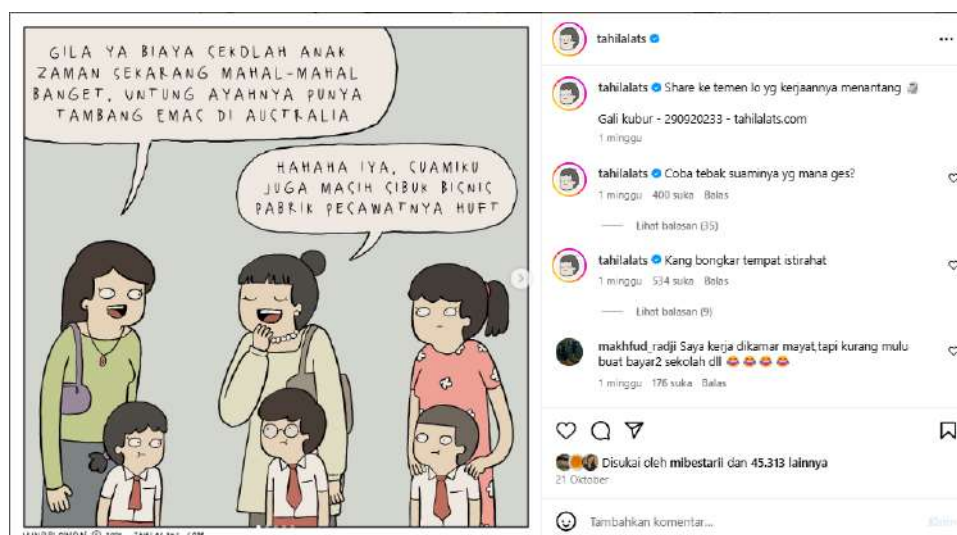 GILA YA BIAYA SEKOLAH ANAK
ZAMAN SEKARANG MAHAL-MAHAL
BANGET, UNTUNG AYAHNYA PUNYA
TAMBANG EMAS DI AUSTRALIA
HAHAHA IYA, SUAMIKU
JUGA MASIH SIBUK BISNIS
PABRIK PESAWATNYA HUFT
tahilalats
tahilalats Share ke temen lo yg kerjaannya menantang
Gali kubur - 290920233 - tahilalats.com
1 minggu
tahilalats Coba tebak suaminya yg mana ges?
1 minggu 400 suka Balas
Lihat balasan (35)
tahilalats Kang bongkar tempat istirahat
1 minggu 534 suka Balas
Lihat balasan (9)
makhfud_radji Saya kerja dikamar mayat,tapi kurang mulu
buat bayar2 sekolah dll 😂😂😂😂
1 minggu 176 suka Balas
Disukai oleh mibestarii dan 45.313 lainnya
21 Oktober
Tambahkan komentar...